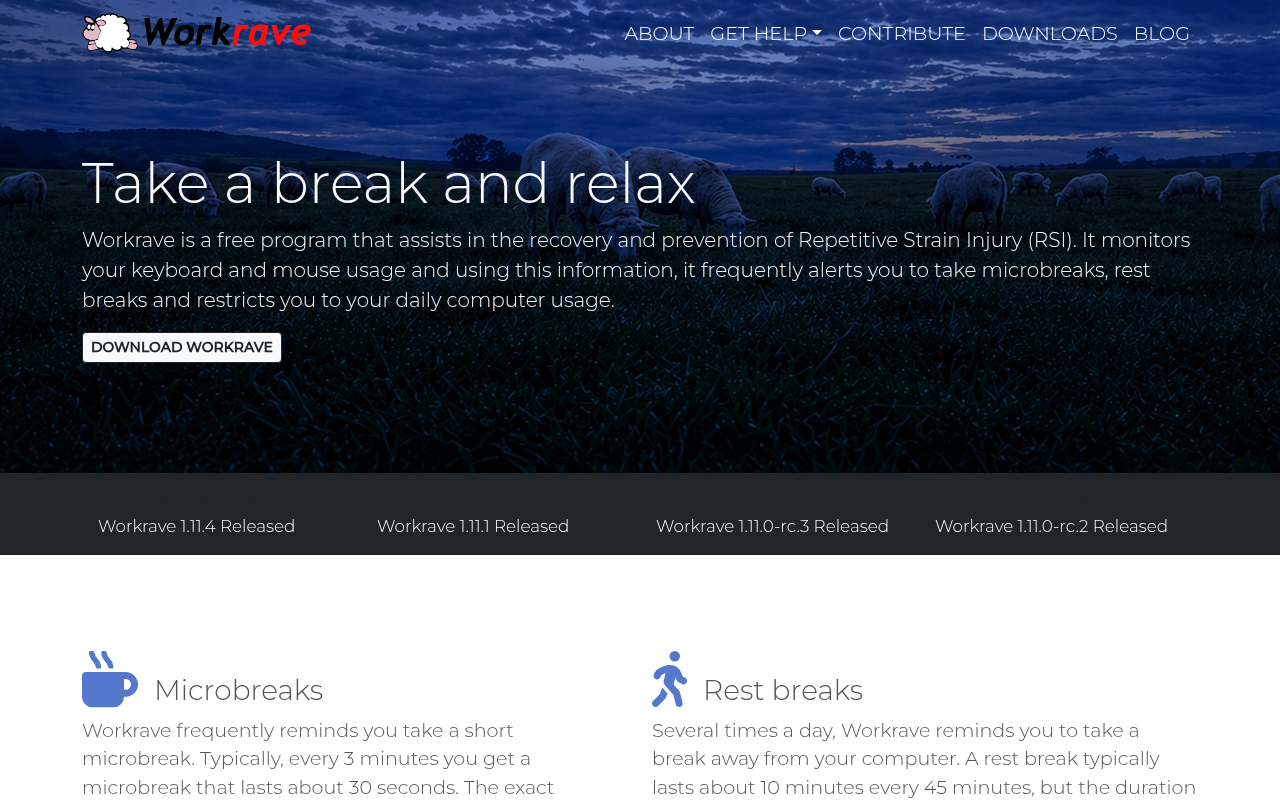 Workrave
ABOUT GET HELP CONTRIBUTE DOWNLOADS BLOG
Take a break and relax
Workrave is a free program that assists in the recovery and prevention of Repetitive Strain Injury (RSI). It monitors
your keyboard and mouse usage and using this information, it frequently alerts you to take microbreaks, rest
breaks and restricts you to your daily computer usage.
DOWNLOAD WORKRAVE
Workrave 1.11.4 Released
Workrave 1.11.1 Released
Workrave 1.11.0-rc.3 Released
Workrave 1.11.0-rc.2 Released
Microbreaks
Workrave frequently reminds you take a short
microbreak. Typically, every 3 minutes you get a
microbreak that lasts about 30 seconds. The exact
Rest breaks
Several times a day, Workrave reminds you to take a
break away from your computer. A rest break typically
lasts about 10 minutes every 45 minutes, but the duration